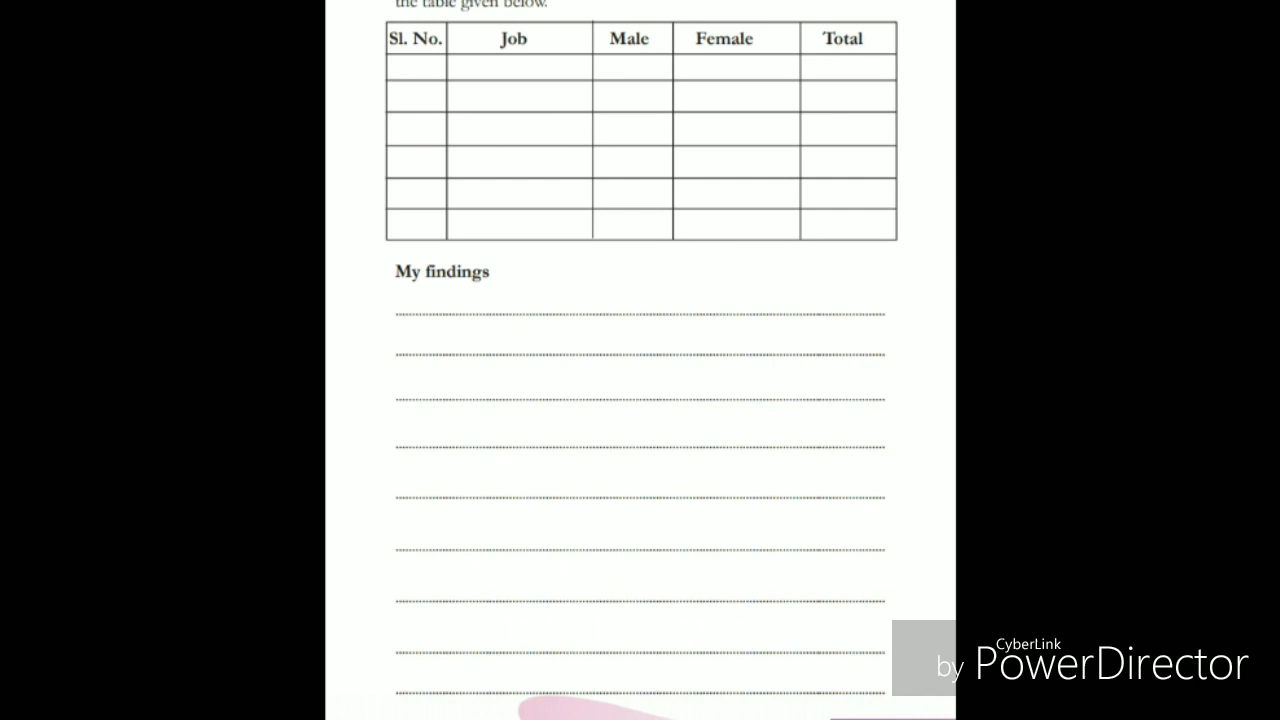 the table given below.
Sl. No. Job Male Female Total
My findings
CyberLink
by PowerDirector